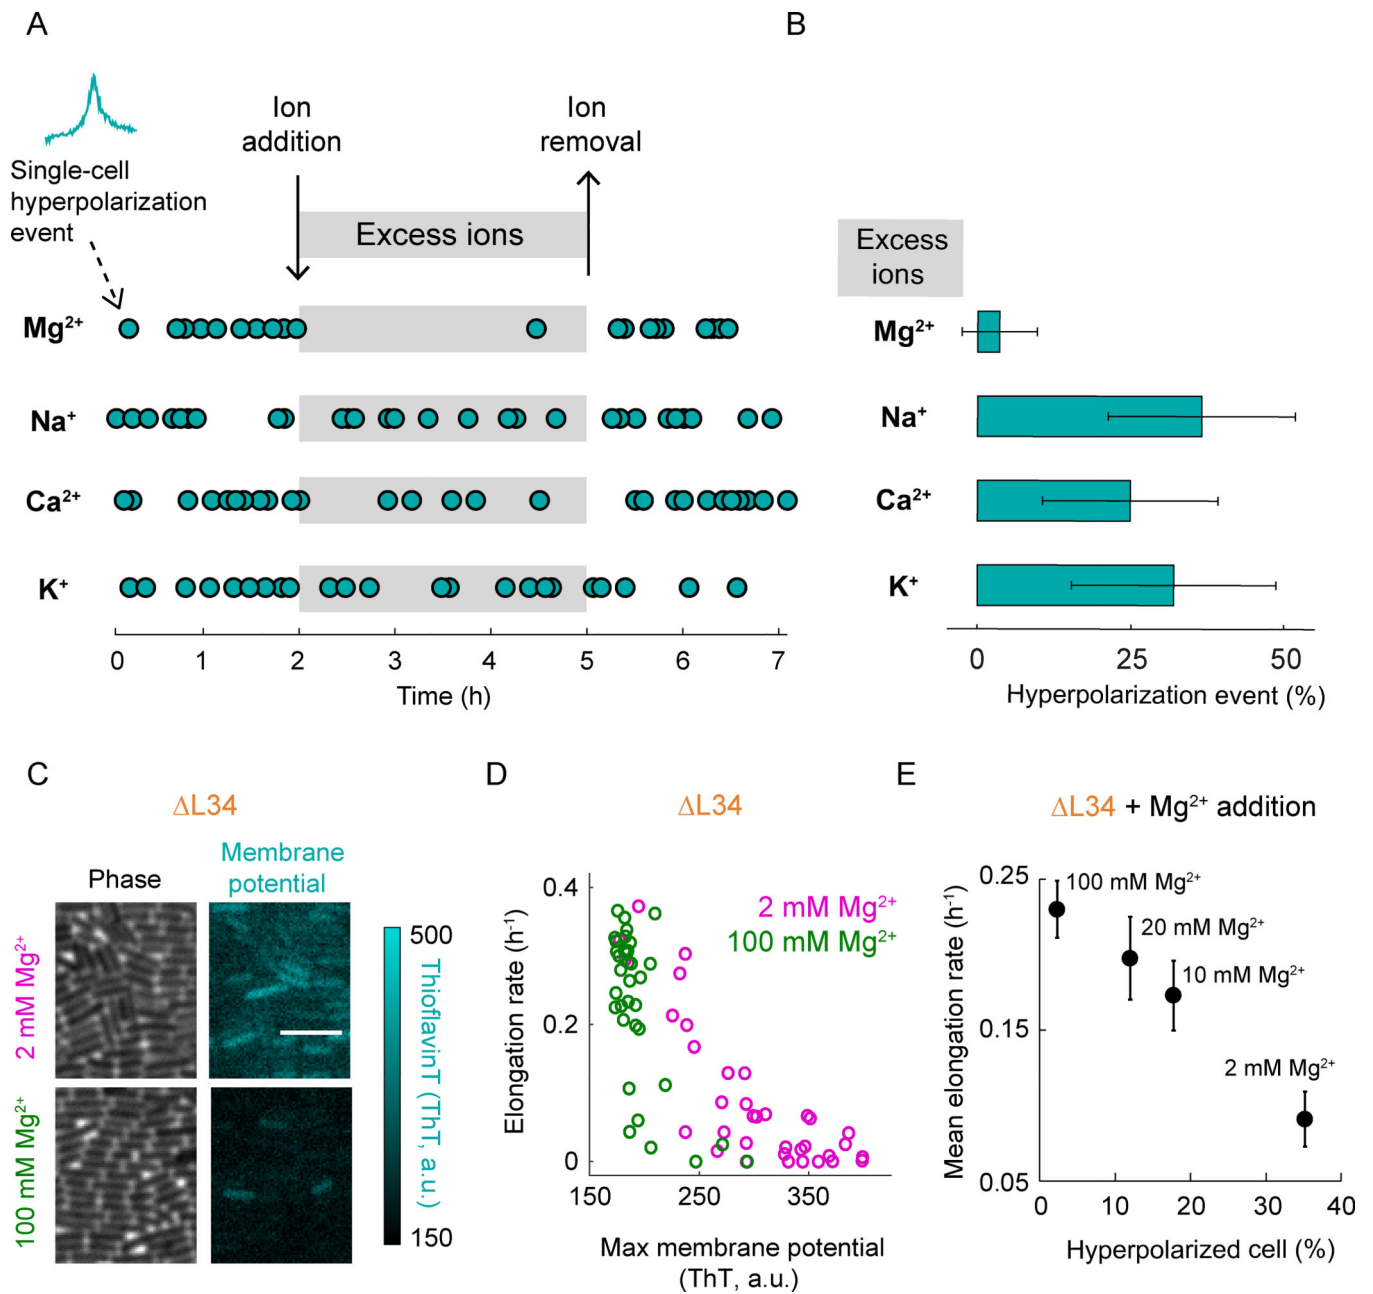 A
B
Single-cell
hyperpolarization
event
Ion
addition
Ion
removal
Excess ions
Excess
ions
Mg²⁺
Na⁺
Ca²⁺
K⁺
0 1 2 3 4 5 6 7
Time (h)
Mg²⁺
Na⁺
Ca²⁺
K⁺
0 25 50
Hyperpolarization event (%)
C
ΔL34
Phase
Membrane
potential
2 mM Mg²⁺
100 mM Mg²⁺
500
ThioflavinT (ThT, a.u.)
150
D
ΔL34
2 mM Mg²⁺
100 mM Mg²⁺
Elongation rate (h⁻¹)
0.4
0.2
0
150 250 350
Max membrane potential
(ThT, a.u.)
E
ΔL34 + Mg²⁺ addition
Mean elongation rate (h⁻¹)
0.25
0.15
0.05
100 mM Mg²⁺
20 mM Mg²⁺
10 mM Mg²⁺
2 mM Mg²⁺
0 10 20 30 40
Hyperpolarized cell (%)